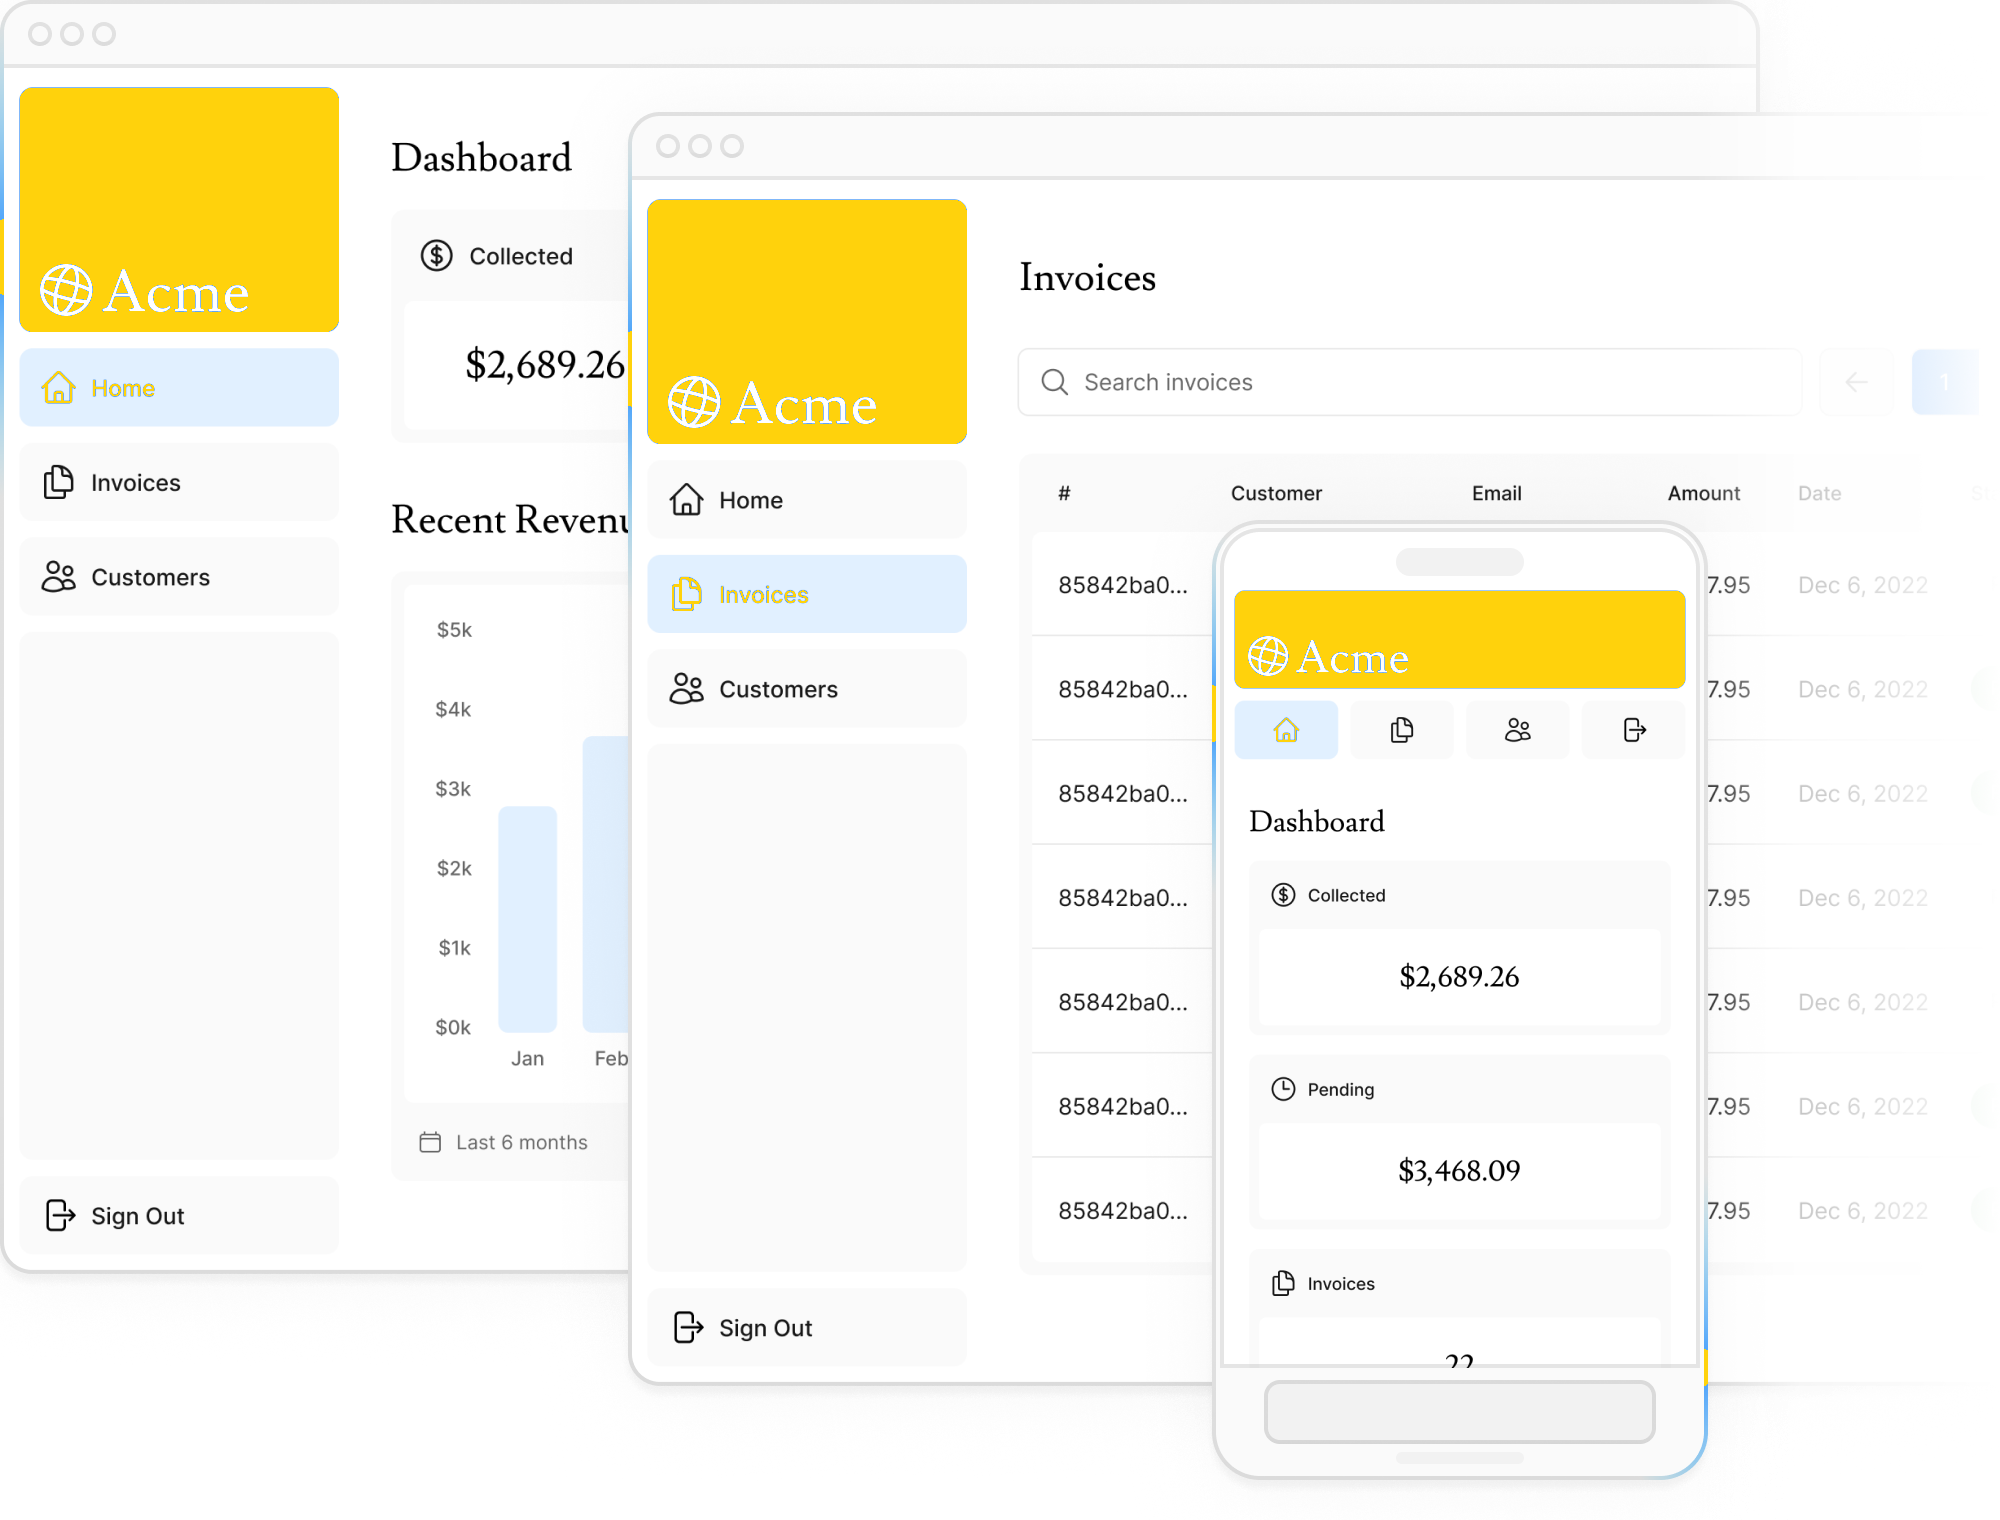 Acme
Home
Invoices
Customers
Sign Out
Dashboard
Collected
$2,689.26
Recent
$5k
$4k
$3k
$2k
$1k
$0k
Jan Feb
Last 6 months
Acme
Home
Invoices
Customers
Sign Out
Invoices
Search invoices
1
# Customer Email Amount Date
85842ba0... 7.95 Dec 6, 2022
85842ba0... 7.95 Dec 6, 2022
85842ba0... 7.95 Dec 6, 2022
85842ba0... 7.95 Dec 6, 2022
85842ba0... 7.95 Dec 6, 2022
85842ba0... 7.95 Dec 6, 2022
85842ba0... 7.95 Dec 6, 2022
Acme
Dashboard
Collected
$2,689.26
Pending
$3,468.09
Invoices
22